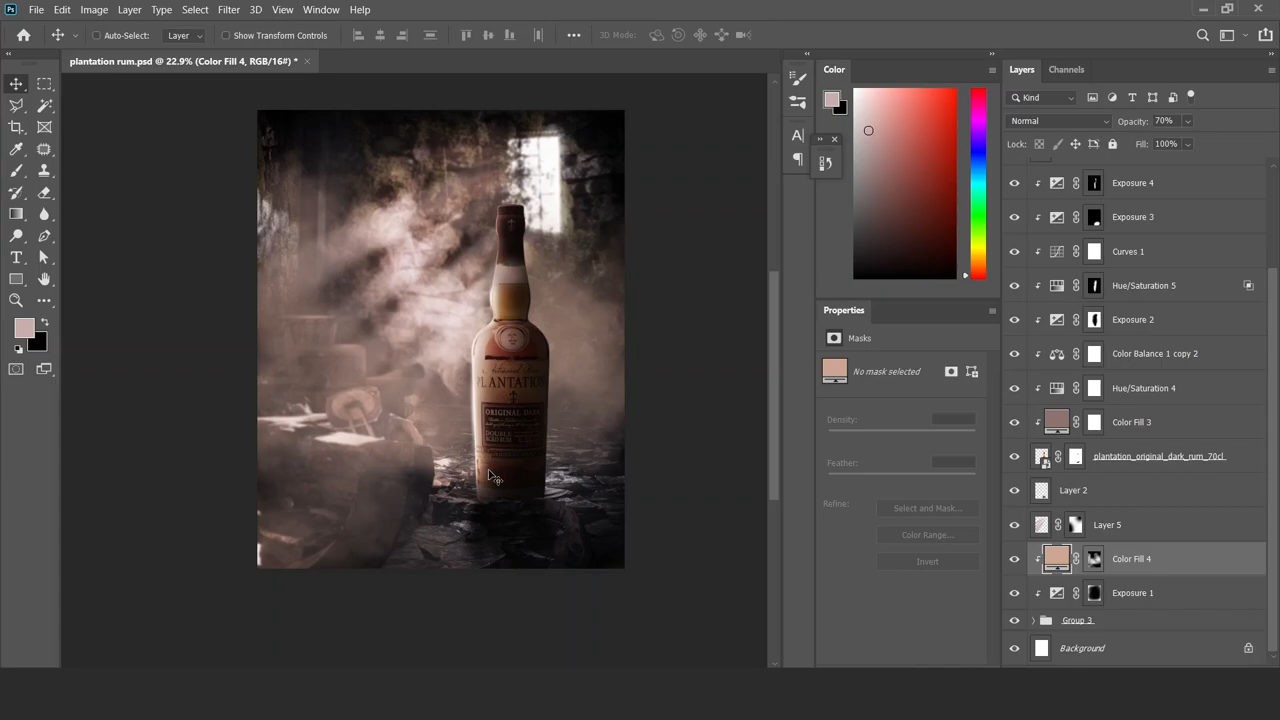 Ps File Edit Image Layer Type Select Filter 3D View Window Help
Auto-Select: Layer Show Transform Controls ••• 3D Mode:
plantation rum.psd @ 22.9% (Color Fill 4, RGB/16#) * ×
Color
Properties
Masks
No mask selected
Density:
Feather:
Refine: Select and Mask...
Color Range...
Invert
Layers Channels
Kind
Normal Opacity: 70%
Lock: Fill: 100%
Exposure 4
Exposure 3
Curves 1
Hue/Saturation 5
Exposure 2
Color Balance 1 copy 2
Hue/Saturation 4
Color Fill 3
plantation_original_dark_rum_70cl
Layer 2
Layer 5
Color Fill 4
Exposure 1
Group 3
Background
PLANTATION
ORIGINAL DARK
DOUBLE
AGED RUM